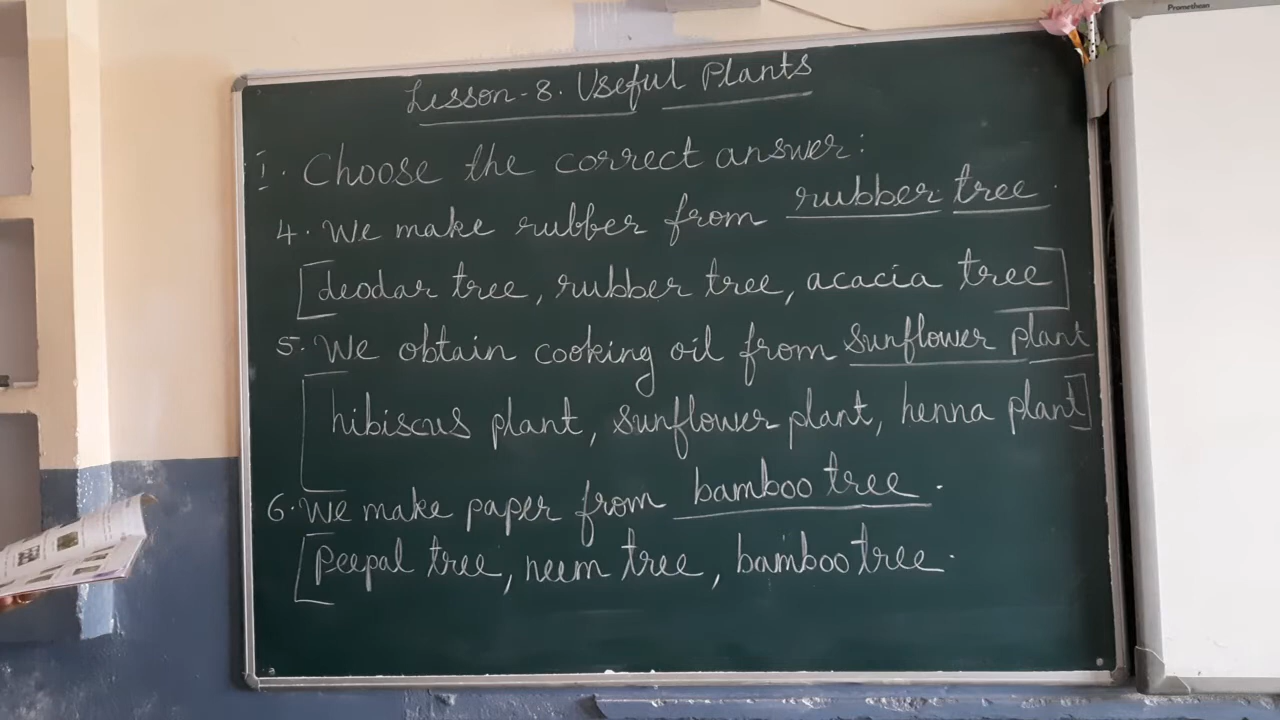 Promethean
Lesson-8. Useful Plants
I. Choose the correct answer:
4. We make rubber from rubber tree.
[deodar tree, rubber tree, acacia tree]
5. We obtain cooking oil from sunflower plant
[hibiscus plant, sunflower plant, henna plant]
6. We make paper from bamboo tree.
[peepal tree, neem tree, bamboo tree.